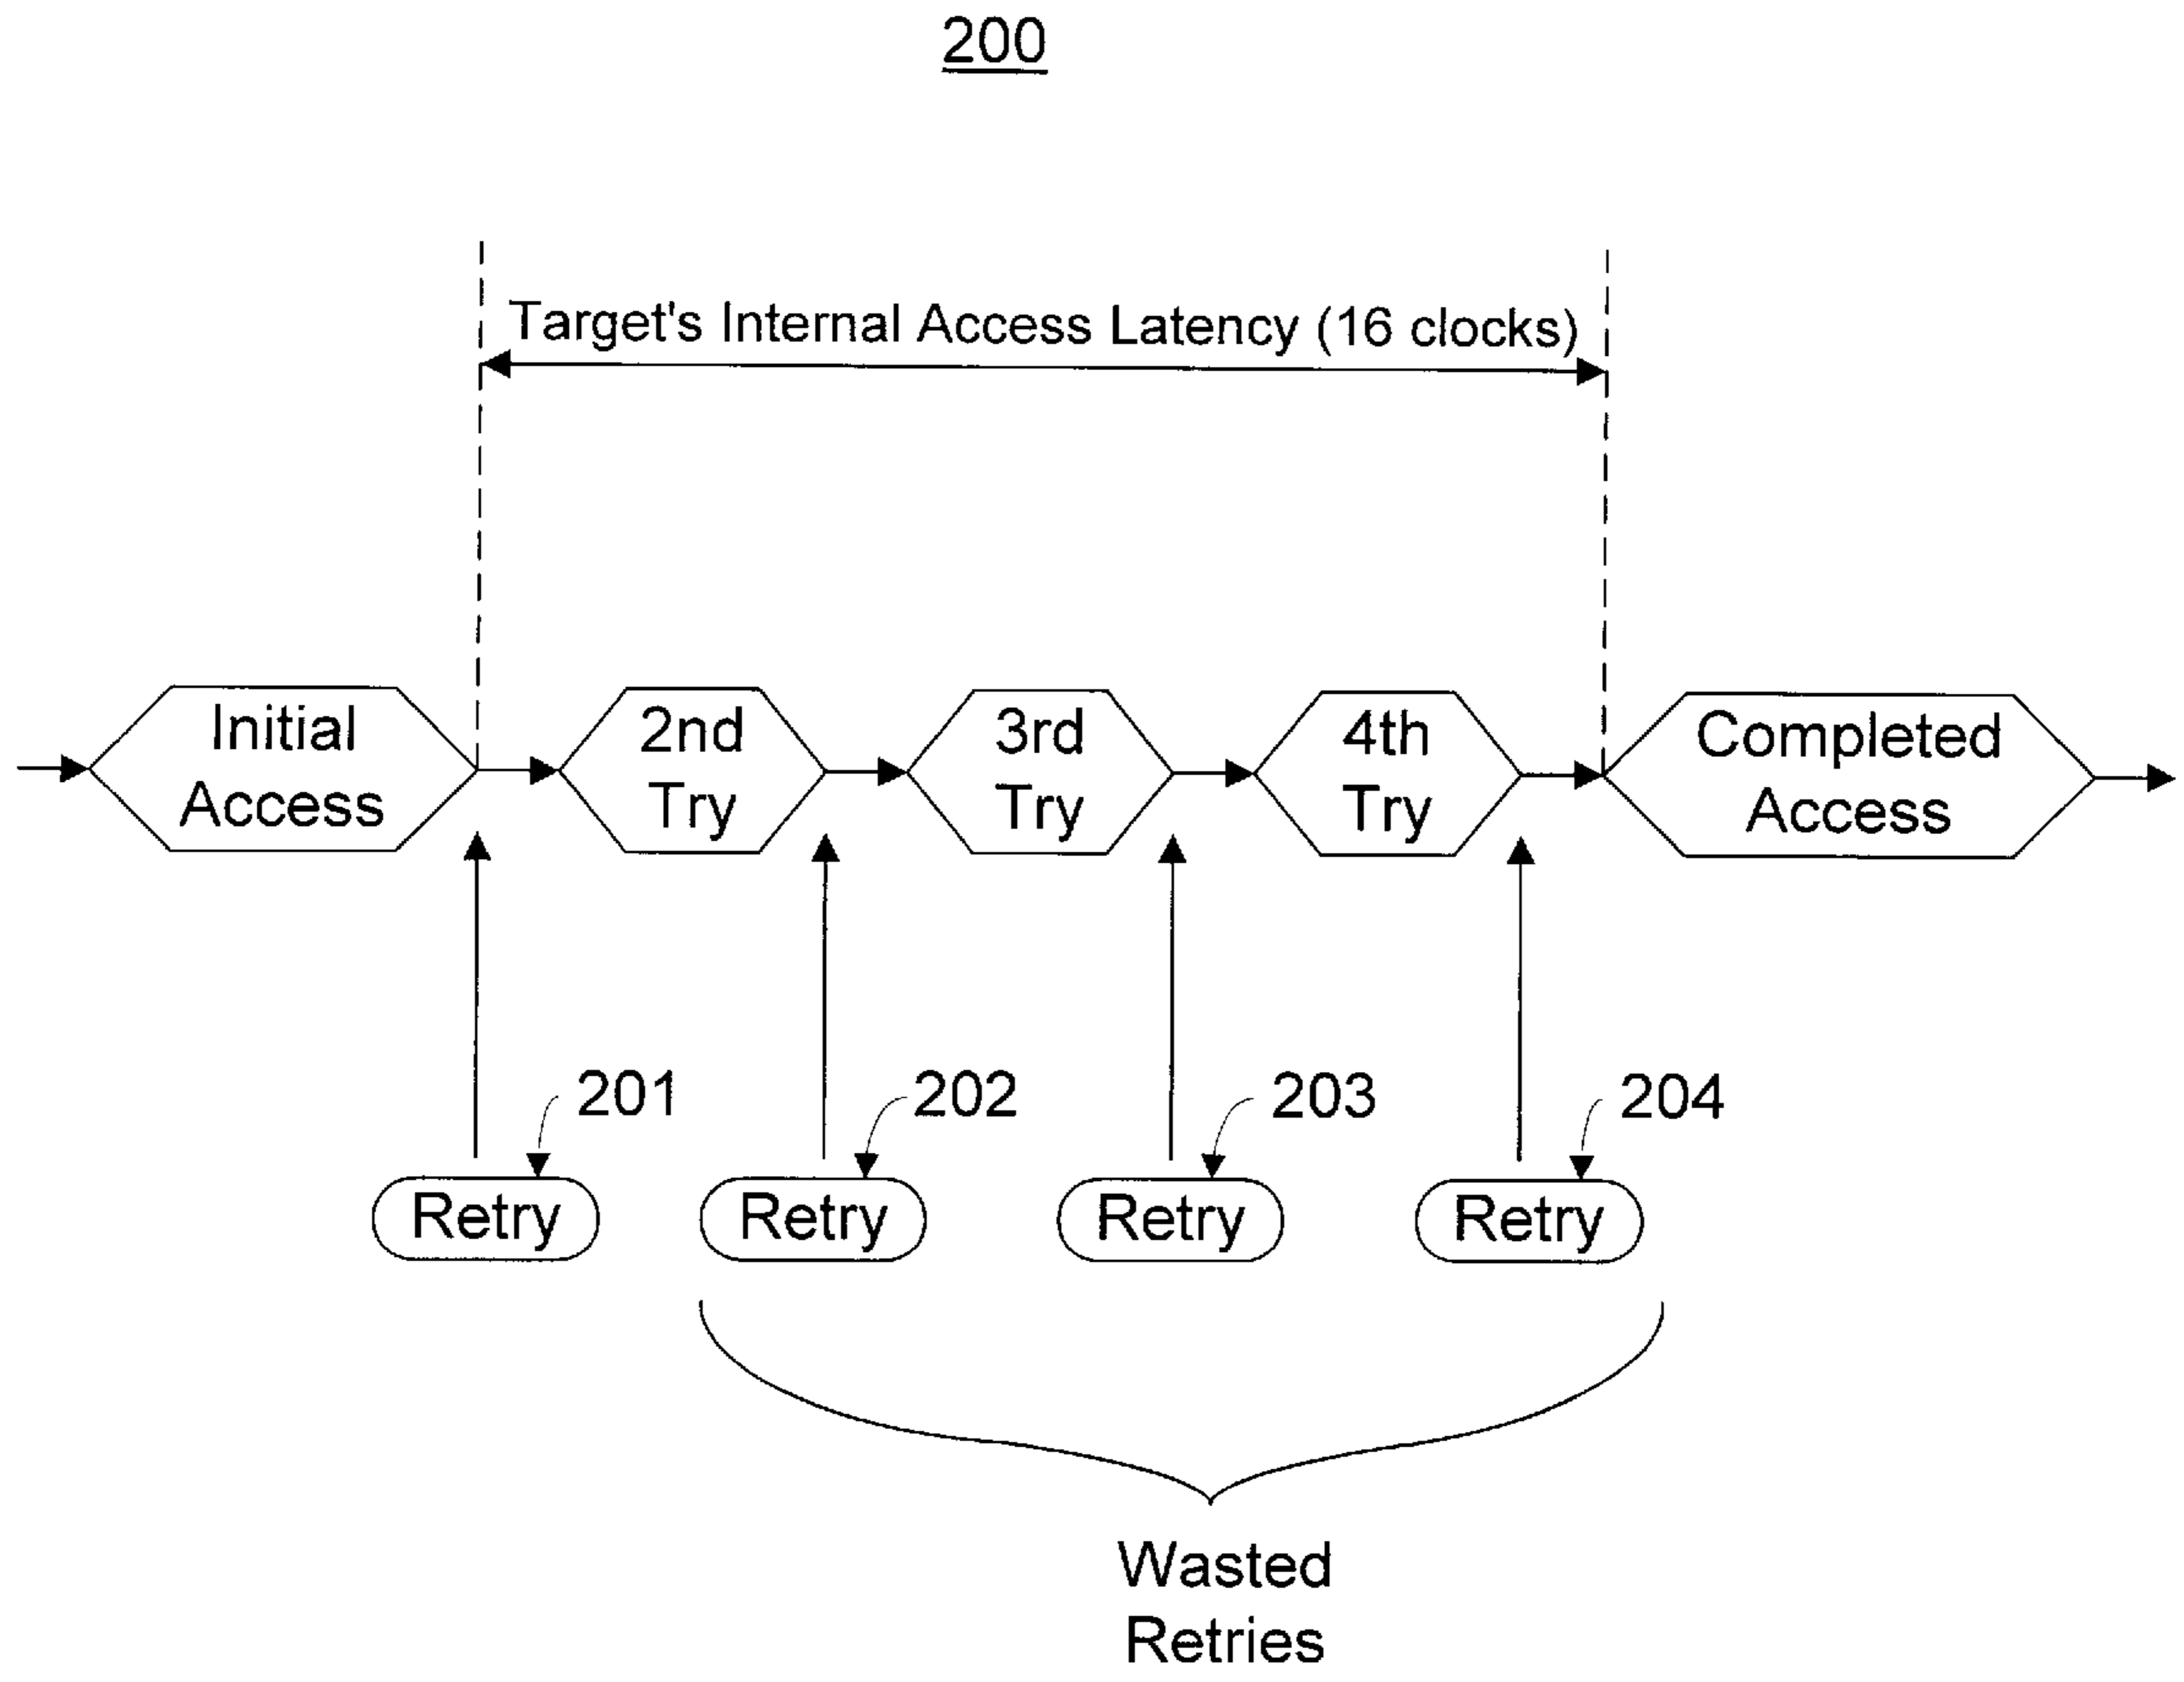 200
Target's Internal Access Latency (16 clocks)
Initial
Access
2nd
Try
3rd
Try
4th
Try
Completed
Access
201
202
203
204
Retry
Retry
Retry
Retry
Wasted
Retries